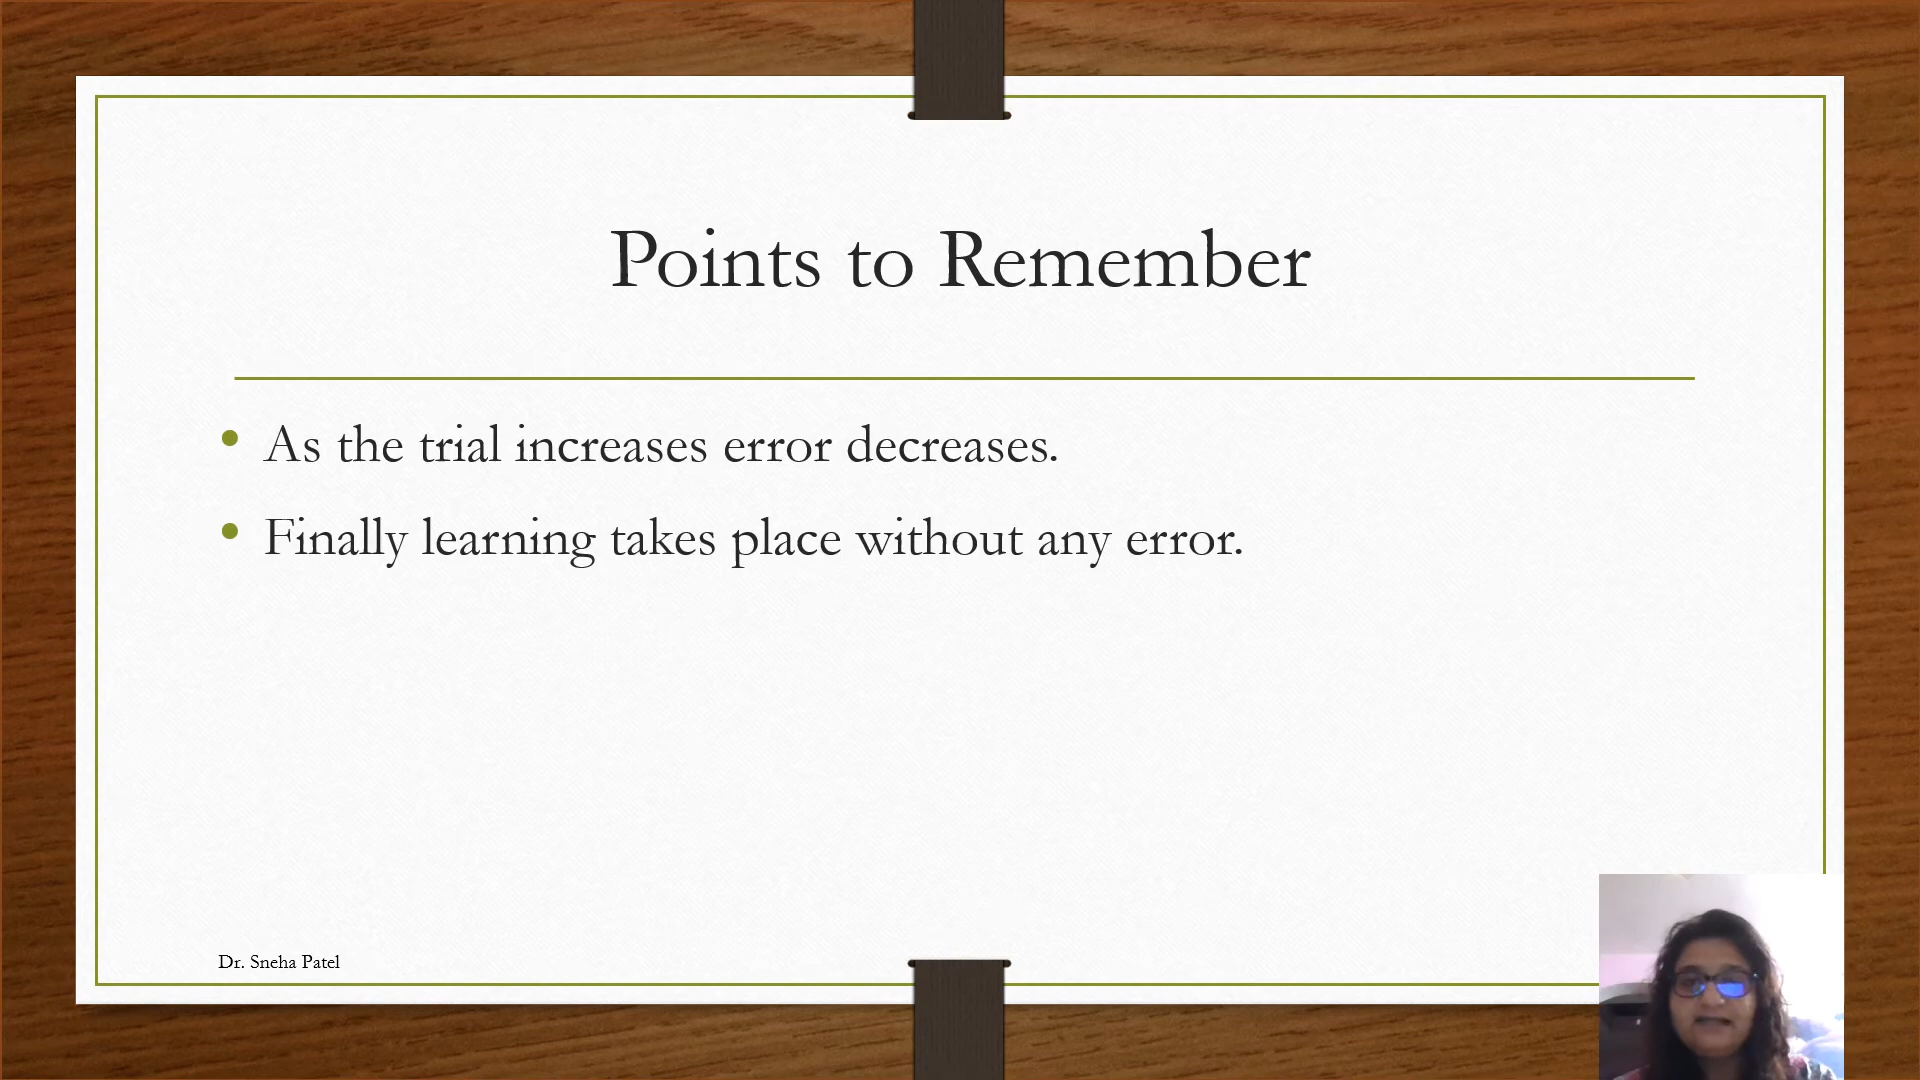 Points to Remember
As the trial increases error decreases.
Finally learning takes place without any error.
Dr. Sneha Patel